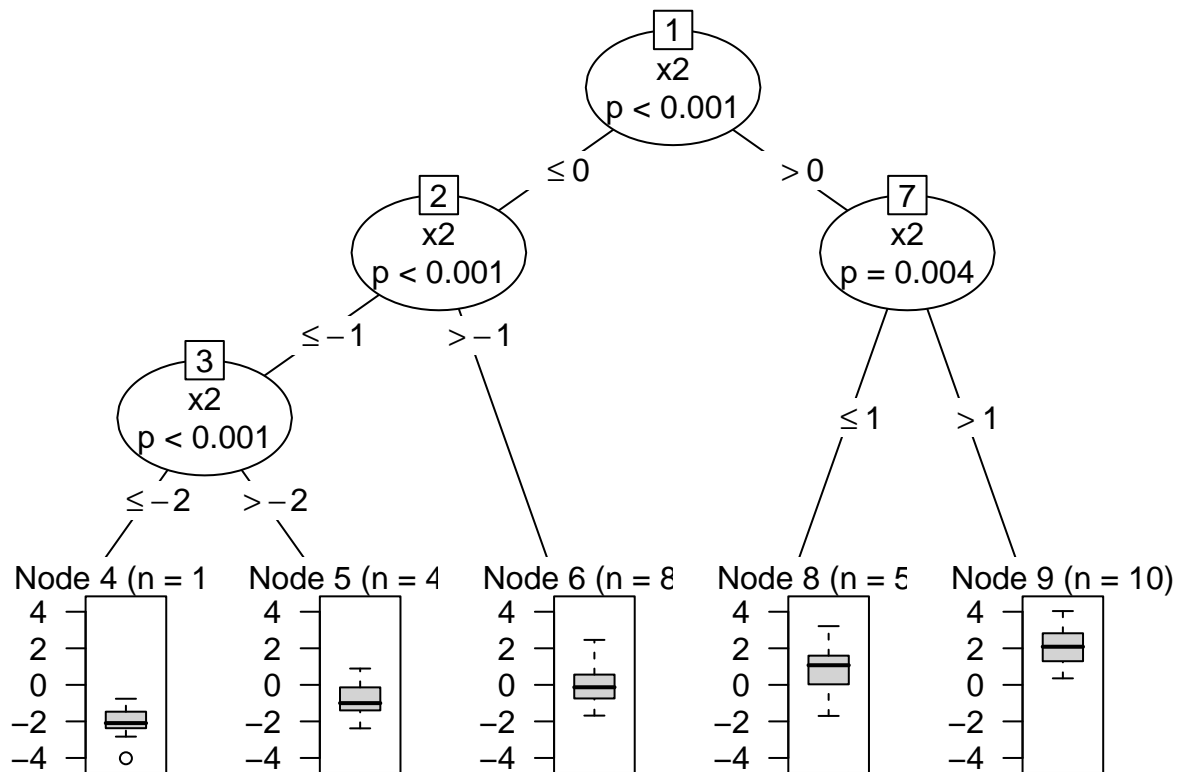 1
x2
p < 0.001
≤ 0
> 0
2
x2
p < 0.001
7
x2
p = 0.004
≤ −1
> −1
3
x2
p < 0.001
≤ 1
> 1
≤ −2
> −2
Node 4 (n = 1
Node 5 (n = 4
Node 6 (n = 8
Node 8 (n = 5
Node 9 (n = 10)
4
2
0
−2
−4
4
2
0
−2
−4
4
2
0
−2
−4
4
2
0
−2
−4
4
2
0
−2
−4